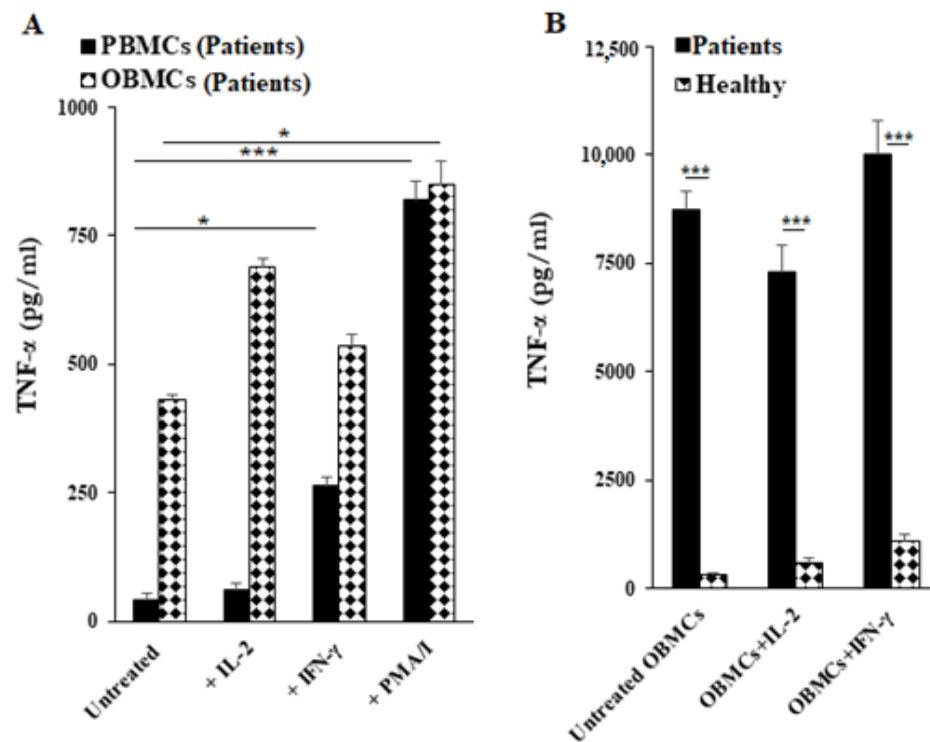 A
PBMCs (Patients)
OBMCs (Patients)
TNF-α (pg/ml)
1000
750
500
250
0
*
***
*
Untreated
+ IL-2
+ IFN-γ
+ PMA/I
B
Patients
Healthy
TNF-α (pg/ml)
12,500
10,000
7500
5000
2500
0
***
***
***
Untreated OBMCs
OBMCs+IL-2
OBMCs+IFN-γ